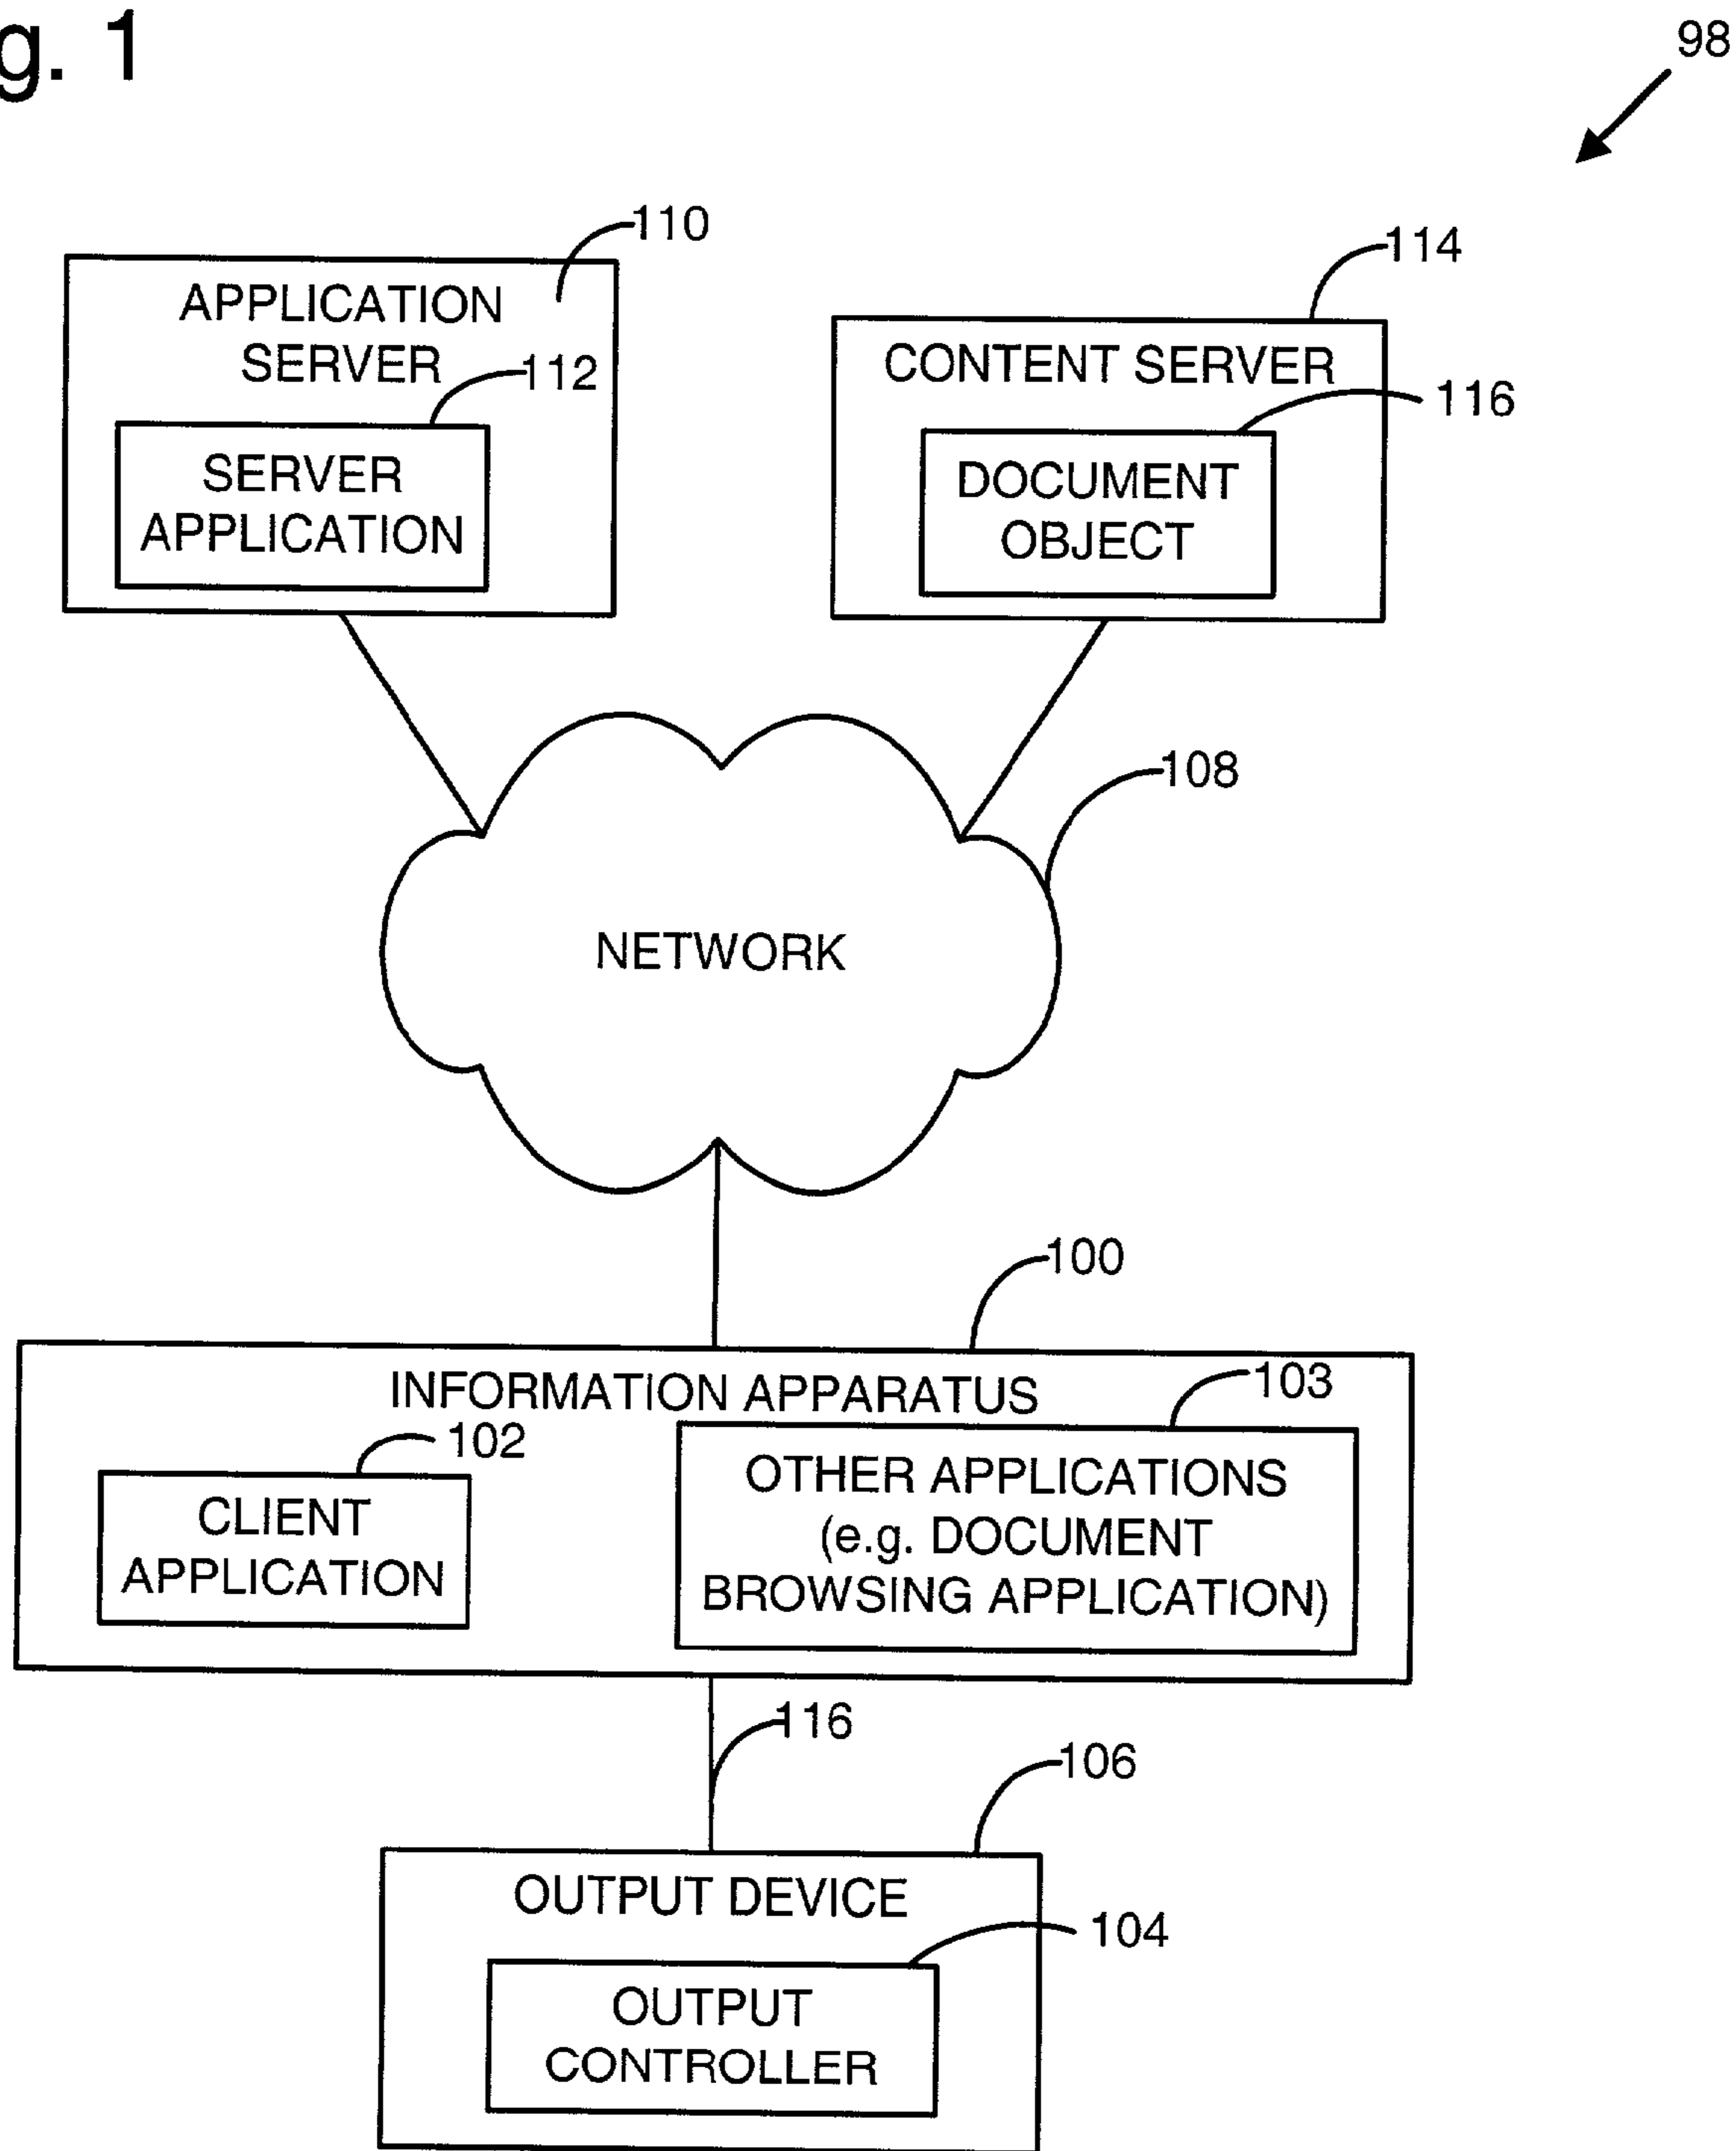 g. 1
98
110
APPLICATION
SERVER
112
SERVER
APPLICATION
114
CONTENT SERVER
116
DOCUMENT
OBJECT
108
NETWORK
100
INFORMATION APPARATUS
102
CLIENT
APPLICATION
103
OTHER APPLICATIONS
(e.g. DOCUMENT
BROWSING APPLICATION)
116
106
OUTPUT DEVICE
104
OUTPUT
CONTROLLER